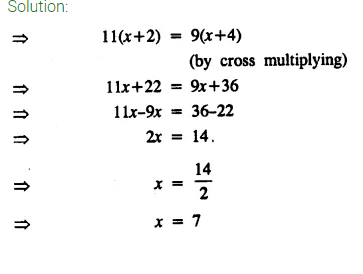 Solution:
⇒ 11(x+2) = 9(x+4)
(by cross multiplying)
⇒ 11x+22 = 9x+36
⇒ 11x–9x = 36–22
⇒ 2x = 14.
⇒ x = 14/2
⇒ x = 7